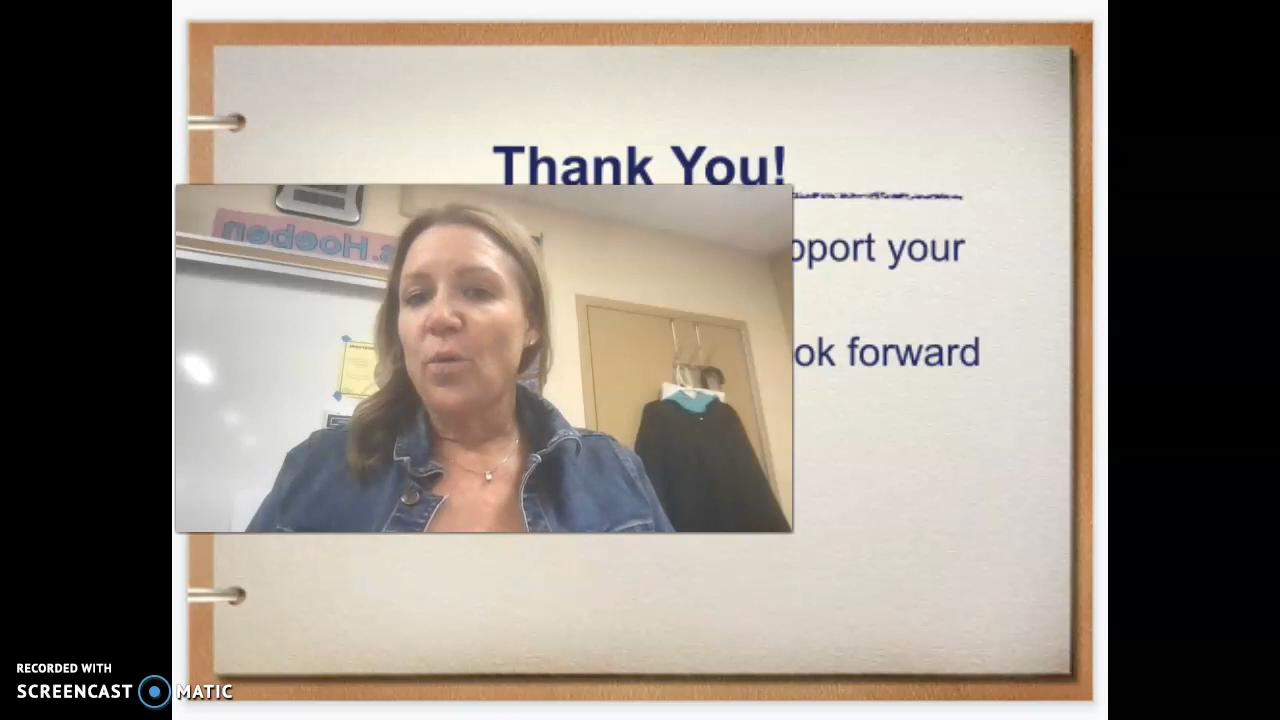 Thank You!
pport your
ok forward
RECORDED WITH
SCREENCAST MATIC